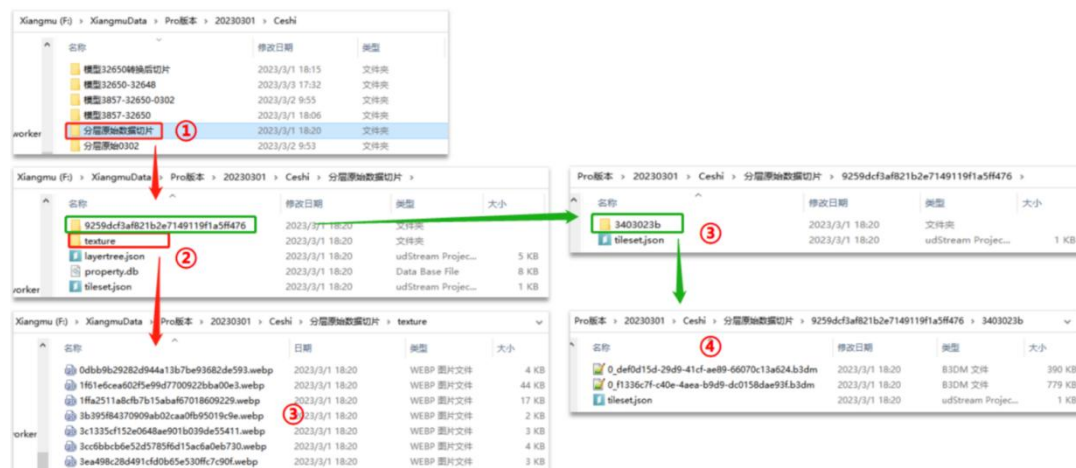 Xiangmu (F:) › XiangmuData › Pro版本 › 20230301 › Ceshi
名称 修改日期 类型
模型32650转换后切片 2023/3/1 18:15 文件夹
模型32650-32648 2023/3/3 17:32 文件夹
模型3857-32650-0302 2023/3/2 9:55 文件夹
模型3857-32650 2023/3/1 18:06 文件夹
worker 分层原始数据切片 ① 2023/3/1 18:20 文件夹
分层原始0302 2023/3/2 9:53 文件夹
Xiangmu (F:) › XiangmuData › Pro版本 › 20230301 › Ceshi › 分层原始数据切片 ›
名称 修改日期 类型 大小
9259dcf3af821b2e7149119f1a5ff476 2023/3/1 18:20 文件夹
texture 2023/3/1 18:20 文件夹
②
layertree.json 2023/3/1 18:20 udStream Projec... 5 KB
property.db 2023/3/1 18:20 Data Base File 8 KB
worker tileset.json 2023/3/1 18:20 udStream Projec... 1 KB
Pro版本 › 20230301 › Ceshi › 分层原始数据切片 › 9259dcf3af821b2e7149119f1a5ff476 ›
名称 修改日期 类型 大小
3403023b 2023/3/1 18:20 文件夹
③
tileset.json 2023/3/1 18:20 udStream Projec... 1 KB
Xiangmu (F:) › XiangmuData › Pro版本 › 20230301 › Ceshi › 分层原始数据切片 › texture
名称 日期 类型 大小
0dbb9b29282d944a13b7be93682de593.webp 2023/3/1 18:20 WEBP 图片文件 4 KB
1f61e6cea602f5e99d7700922bba00e3.webp 2023/3/1 18:20 WEBP 图片文件 44 KB
1ffa2511a8cfb7b15abaf67018609229.webp 2023/3/1 18:20 WEBP 图片文件 17 KB
3b395f84370909ab02caa0fb95019c9e.webp ③ 2023/3/1 18:20 WEBP 图片文件 2 KB
3c1335cf152e0648ae901b039de55411.webp 2023/3/1 18:20 WEBP 图片文件 3 KB
worker 3cc6bbcb6e52d5785f6d15ac6a0eb730.webp 2023/3/1 18:20 WEBP 图片文件 4 KB
3ea498c28d491cfd0b65e530ffc7c90f.webp 2023/3/1 18:20 WEBP 图片文件 3 KB
Pro版本 › 20230301 › Ceshi › 分层原始数据切片 › 9259dcf3af821b2e7149119f1a5ff476 › 3403023b
名称 ④ 修改日期 类型 大小
0_def0d15d-29d9-41cf-ae89-66070c13a624.b3dm 2023/3/1 18:20 B3DM 文件 390 KB
0_f1336c7f-c40e-4aea-b9d9-dc0158dae93f.b3dm 2023/3/1 18:20 B3DM 文件 779 KB
tileset.json 2023/3/1 18:20 udStream Projec... 1 KB